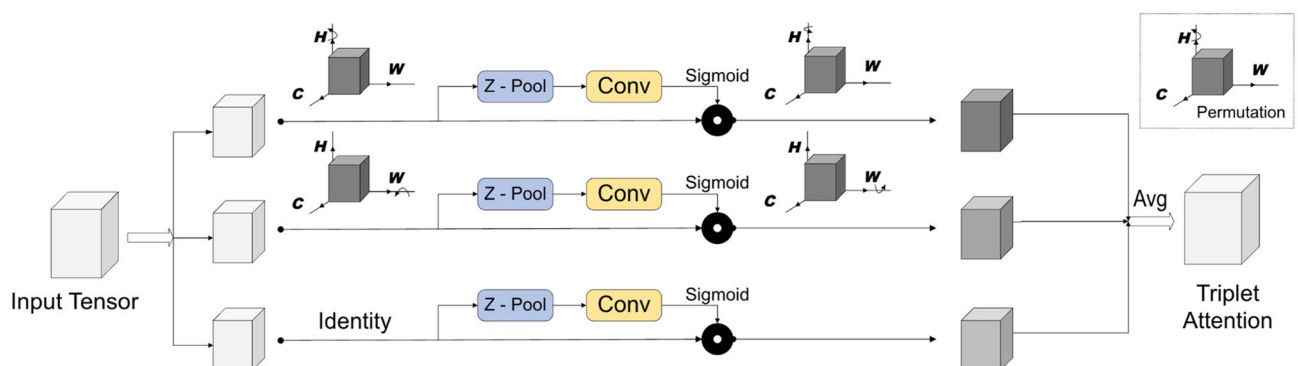 H
W
C
Z - Pool
Conv
Sigmoid
H
W
C
H
W
C
Permutation
H
W
C
Z - Pool
Conv
Sigmoid
H
W
C
Input Tensor
Identity
Z - Pool
Conv
Sigmoid
Avg
Triplet
Attention